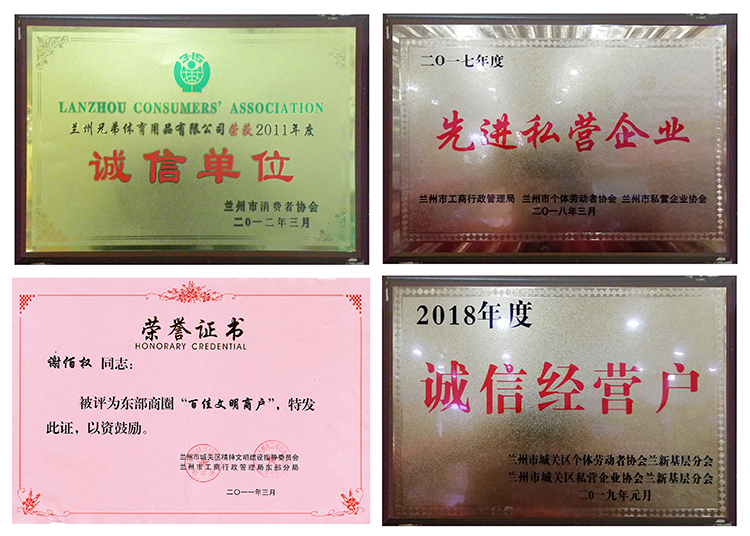 3·15
LANZHOU CONSUMERS' ASSOCIATION
兰州兄弟体育用品有限公司荣获2011年度
诚信单位
兰州市消费者协会
二〇一二年三月
二〇一七年度
先进私营企业
兰州市工商行政管理局 兰州市个体劳动者协会 兰州市私营企业协会
二〇一八年三月
荣誉证书
HONORARY CREDENTIAL
谢佰权 同志:
被评为东部商圈“百佳文明商户”,特发
此证,以资鼓励。
兰州市城关区精神文明建设指导委员会
兰州市工商行政管理局东部分局
二〇一一年三月
2018年度
诚信经营户
兰州市城关区个体劳动者协会兰新基层分会
兰州市城关区私营企业协会兰新基层分会
二〇一九年元月